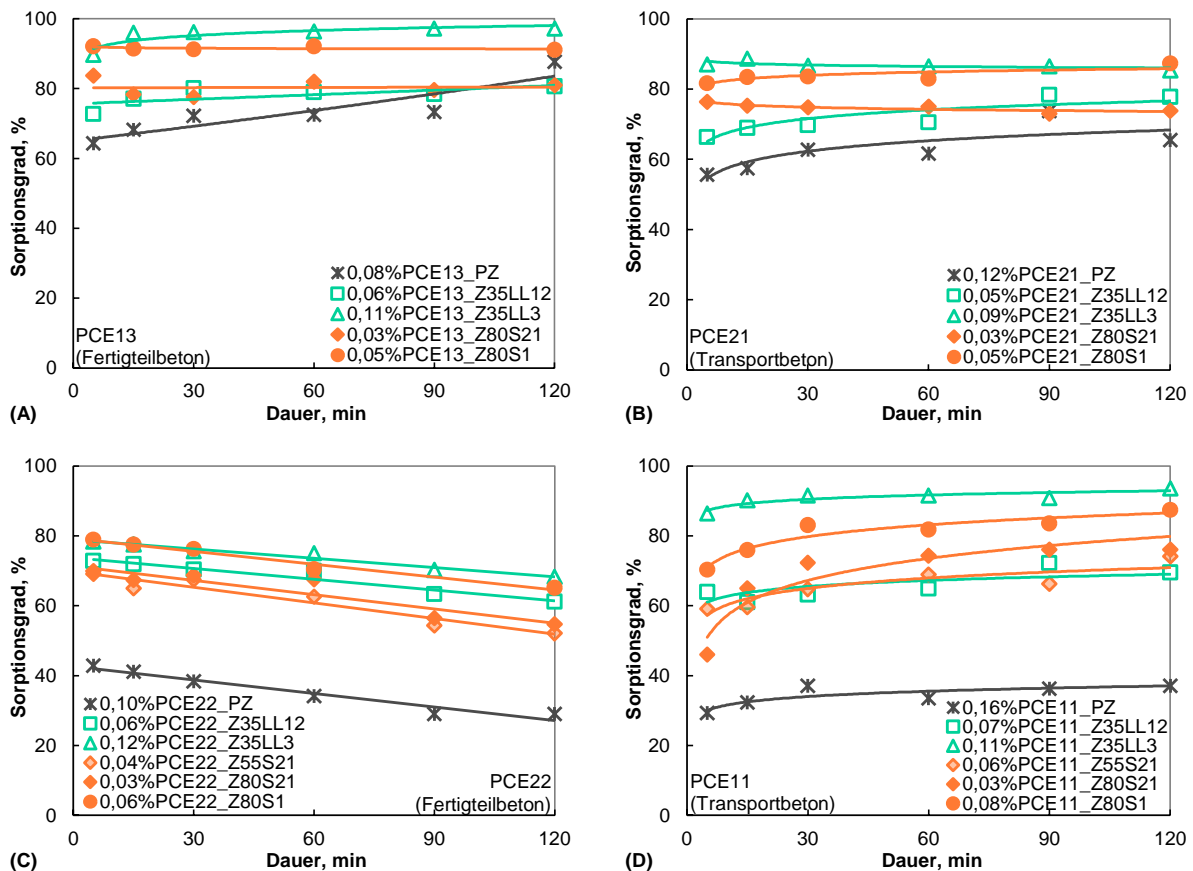 100
80
60
40
20
0
Sorptionsgrad, %
0,08%PCE13_PZ
0,06%PCE13_Z35LL12
0,11%PCE13_Z35LL3
0,03%PCE13_Z80S21
0,05%PCE13_Z80S1
PCE13
(Fertigteilbeton)
0 30 60 90 120
Dauer, min
(A)
100
80
60
40
20
0
Sorptionsgrad, %
0,12%PCE21_PZ
0,05%PCE21_Z35LL12
0,09%PCE21_Z35LL3
0,03%PCE21_Z80S21
0,05%PCE21_Z80S1
PCE21
(Transportbeton)
0 30 60 90 120
Dauer, min
(B)
100
80
60
40
20
0
Sorptionsgrad, %
0,10%PCE22_PZ
0,06%PCE22_Z35LL12
0,12%PCE22_Z35LL3
0,04%PCE22_Z55S21
0,03%PCE22_Z80S21
0,06%PCE22_Z80S1
PCE22
(Fertigteilbeton)
0 30 60 90 120
Dauer, min
(C)
100
80
60
40
20
0
Sorptionsgrad, %
0,16%PCE11_PZ
0,07%PCE11_Z35LL12
0,11%PCE11_Z35LL3
0,06%PCE11_Z55S21
0,03%PCE11_Z80S21
0,08%PCE11_Z80S1
PCE11
(Transportbeton)
0 30 60 90 120
Dauer, min
(D)